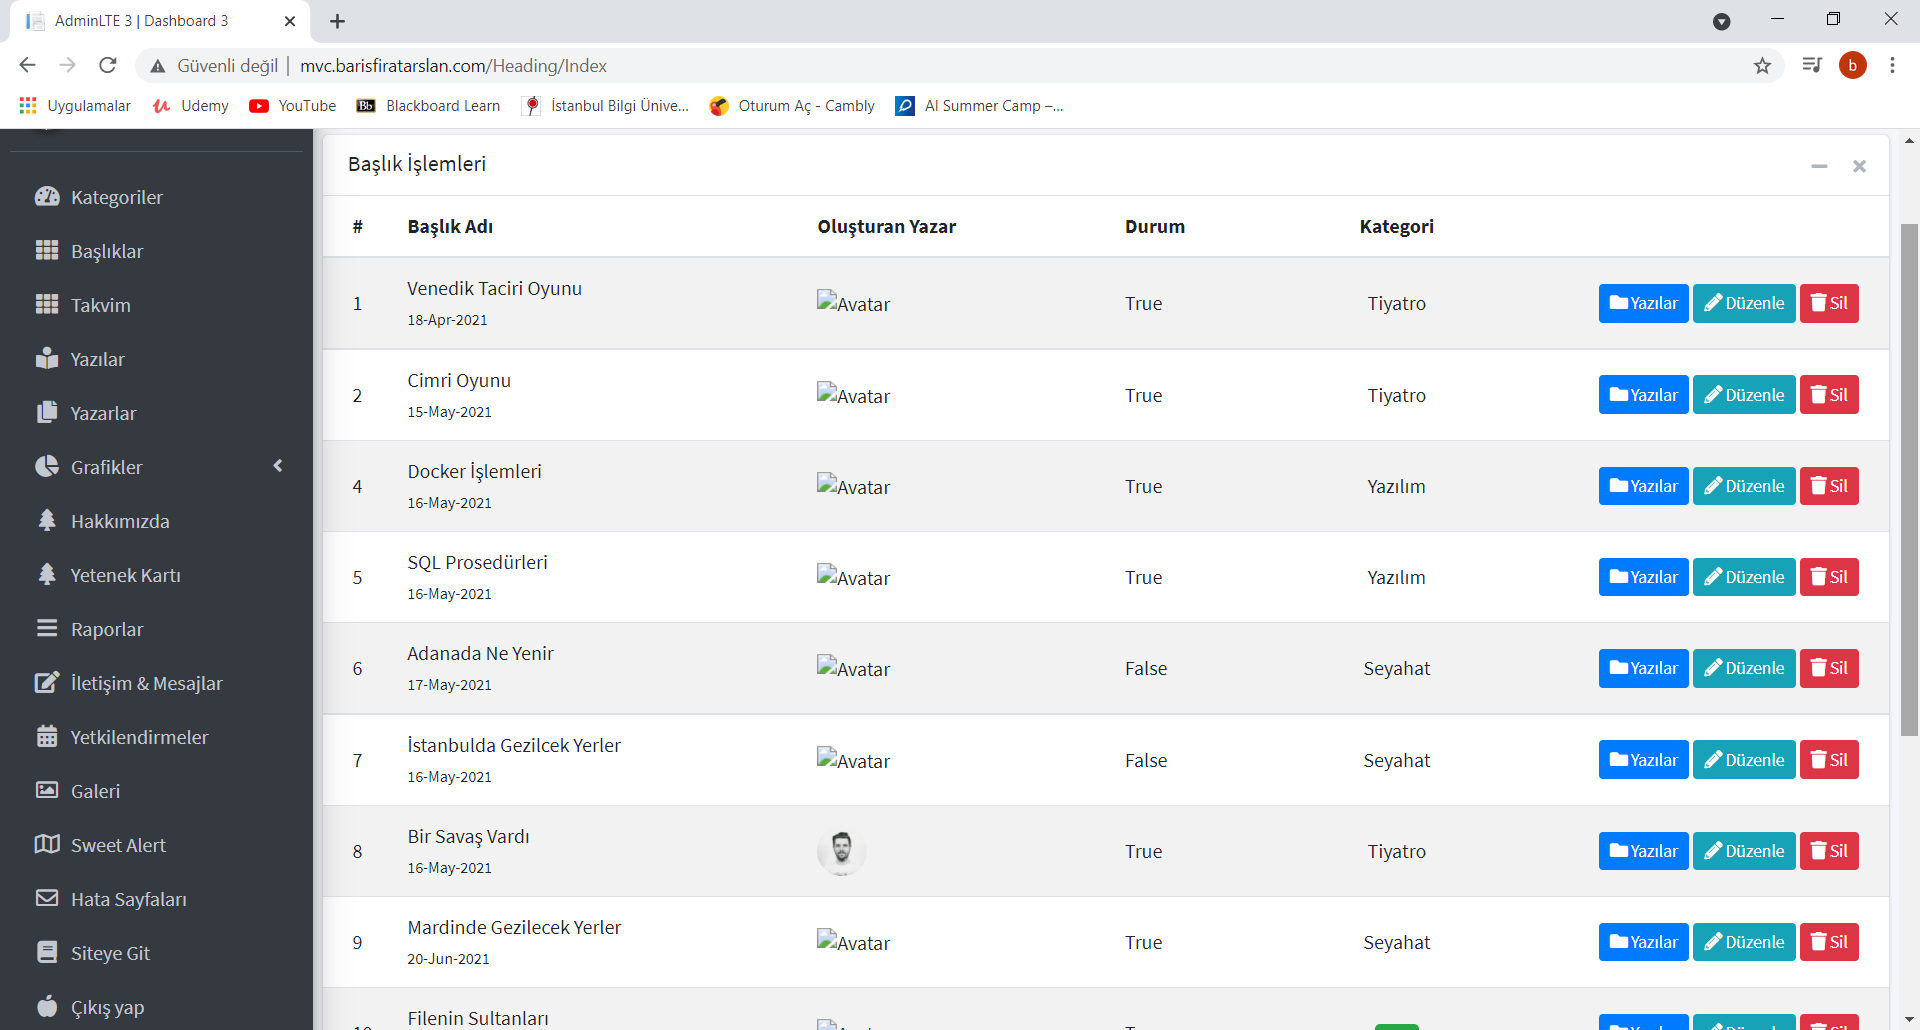 AdminLTE 3 | Dashboard 3
Güvenli değil | mvc.barisfiratarslan.com/Heading/Index
b
Uygulamalar Udemy YouTube Bb Blackboard Learn İstanbul Bilgi Ünive... Oturum Aç - Cambly AI Summer Camp –...
Kategoriler
Başlıklar
Takvim
Yazılar
Yazarlar
Grafikler
Hakkımızda
Yetenek Kartı
Raporlar
İletişim & Mesajlar
Yetkilendirmeler
Galeri
Sweet Alert
Hata Sayfaları
Siteye Git
Çıkış yap
Başlık İşlemleri
# Başlık Adı Oluşturan Yazar Durum Kategori
1 Venedik Taciri Oyunu Avatar True Tiyatro Yazılar Düzenle Sil
18-Apr-2021
2 Cimri Oyunu Avatar True Tiyatro Yazılar Düzenle Sil
15-May-2021
4 Docker İşlemleri Avatar True Yazılım Yazılar Düzenle Sil
16-May-2021
5 SQL Prosedürleri Avatar True Yazılım Yazılar Düzenle Sil
16-May-2021
6 Adanada Ne Yenir Avatar False Seyahat Yazılar Düzenle Sil
17-May-2021
7 İstanbulda Gezilcek Yerler Avatar False Seyahat Yazılar Düzenle Sil
16-May-2021
8 Bir Savaş Vardı True Tiyatro Yazılar Düzenle Sil
16-May-2021
9 Mardinde Gezilecek Yerler Avatar True Seyahat Yazılar Düzenle Sil
20-Jun-2021
Filenin Sultanları